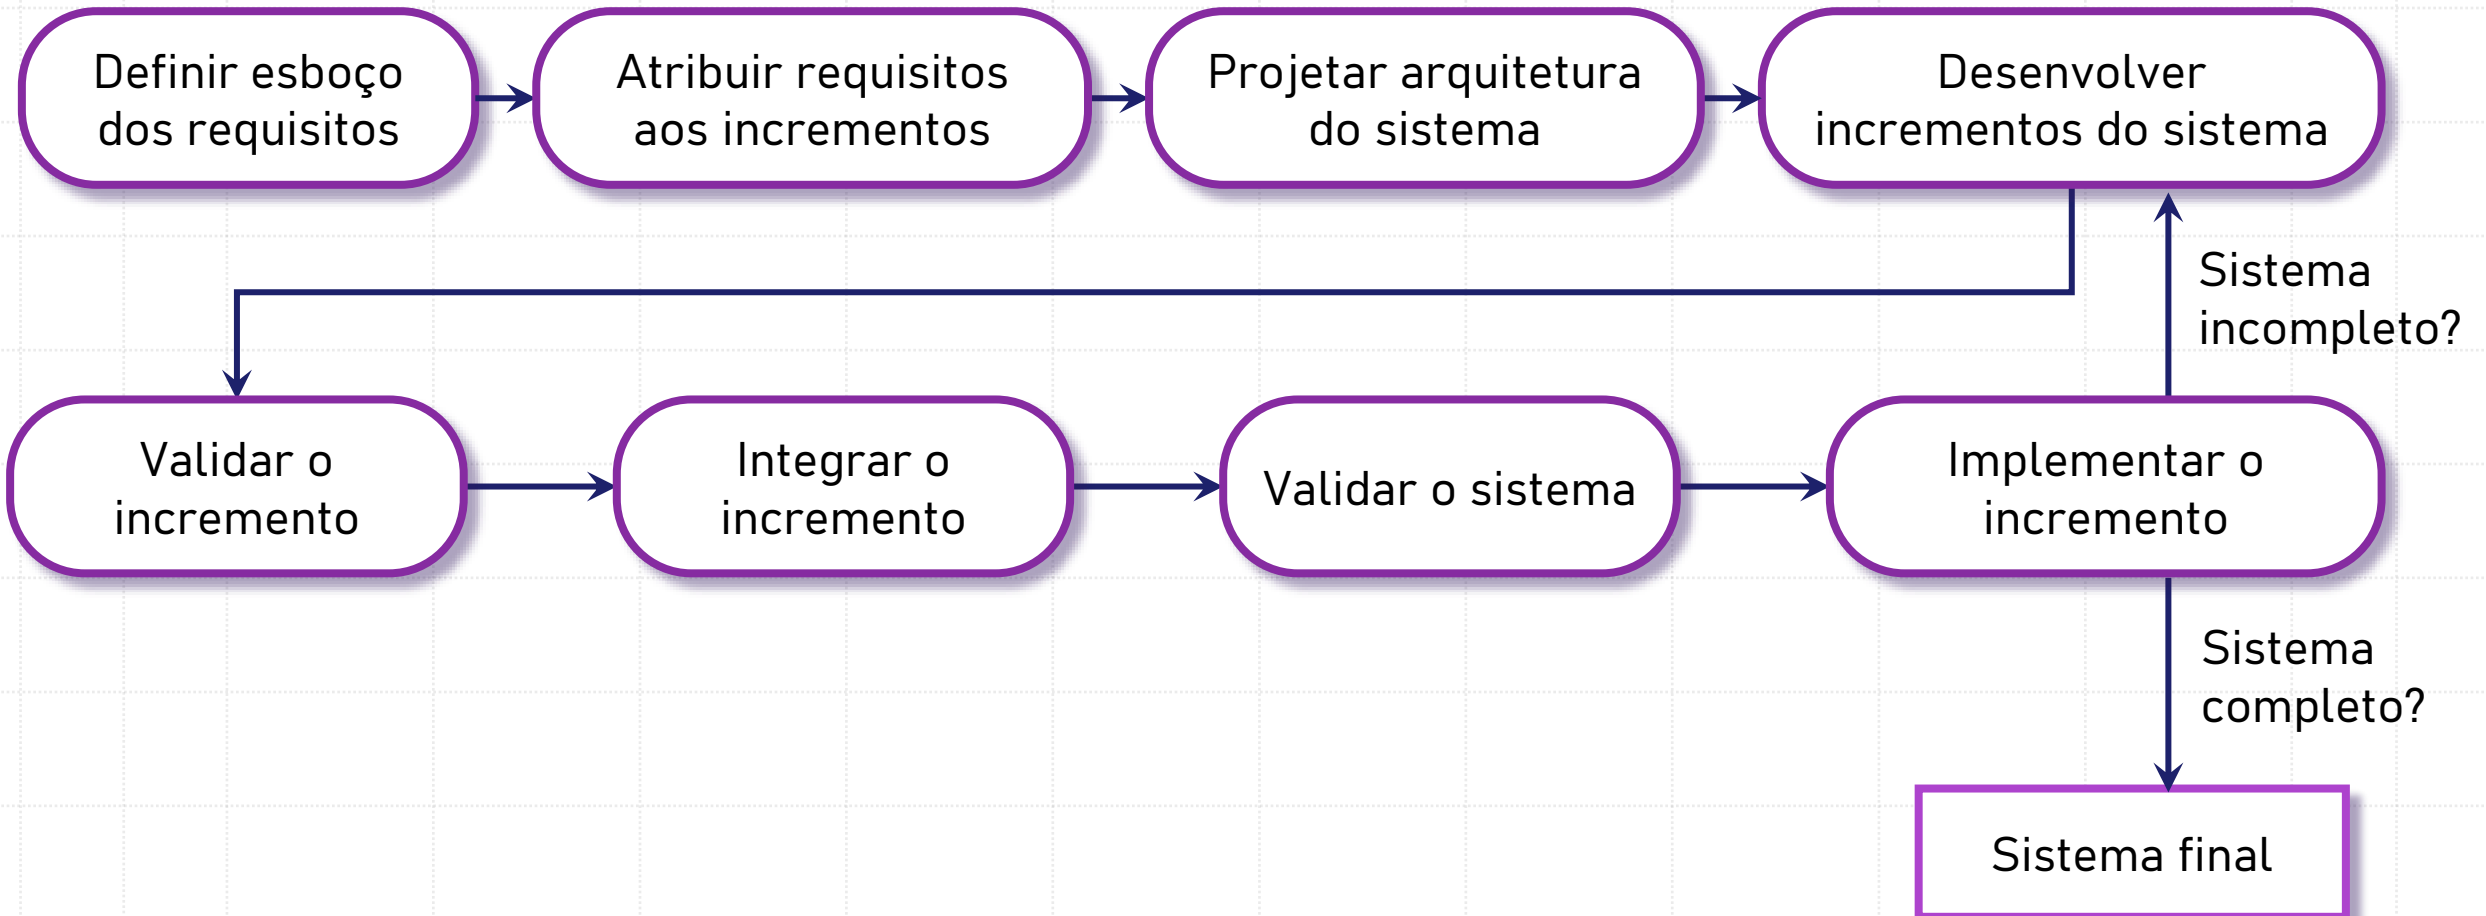 Definir esboço
dos requisitos
Atribuir requisitos
aos incrementos
Projetar arquitetura
do sistema
Desenvolver
incrementos do sistema
Sistema
incompleto?
Validar o
incremento
Integrar o
incremento
Validar o sistema
Implementar o
incremento
Sistema
completo?
Sistema final